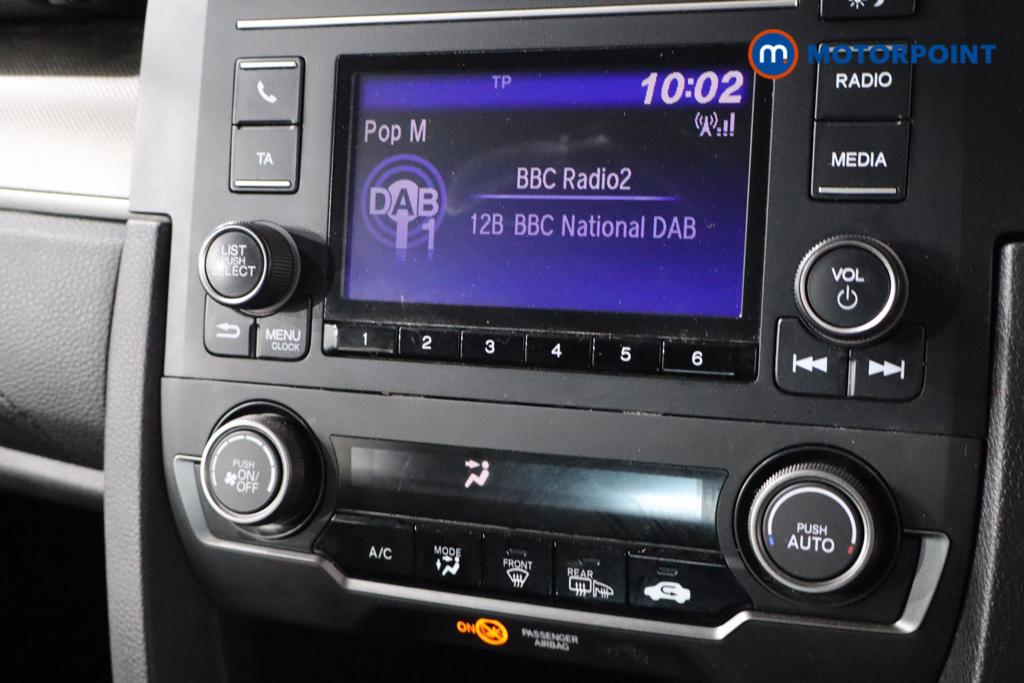 m MOTORPOINT
TP
10:02
RADIO
Pop M
TA
MEDIA
BBC Radio2
DAB
1
12B BBC National DAB
LIST
PUSH
SELECT
VOL
MENU
CLOCK
1 2 3 4 5 6
PUSH
ON/
OFF
PUSH
AUTO
A/C
MODE
FRONT
REAR
ON
PASSENGER
AIRBAG